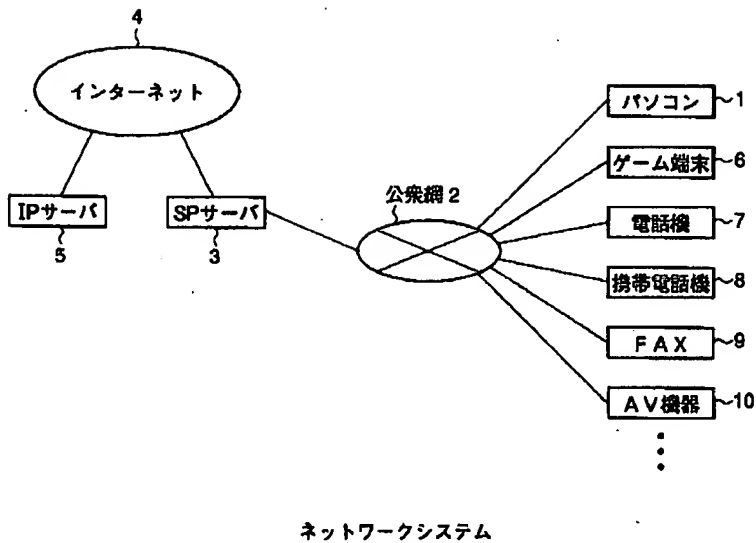 4
インターネット
IPサーバ
5
SPサーバ
3
公衆網2
パソコン 1
ゲーム端末 6
電話機 7
携帯電話機 8
FAX 9
AV機器 10
ネットワークシステム